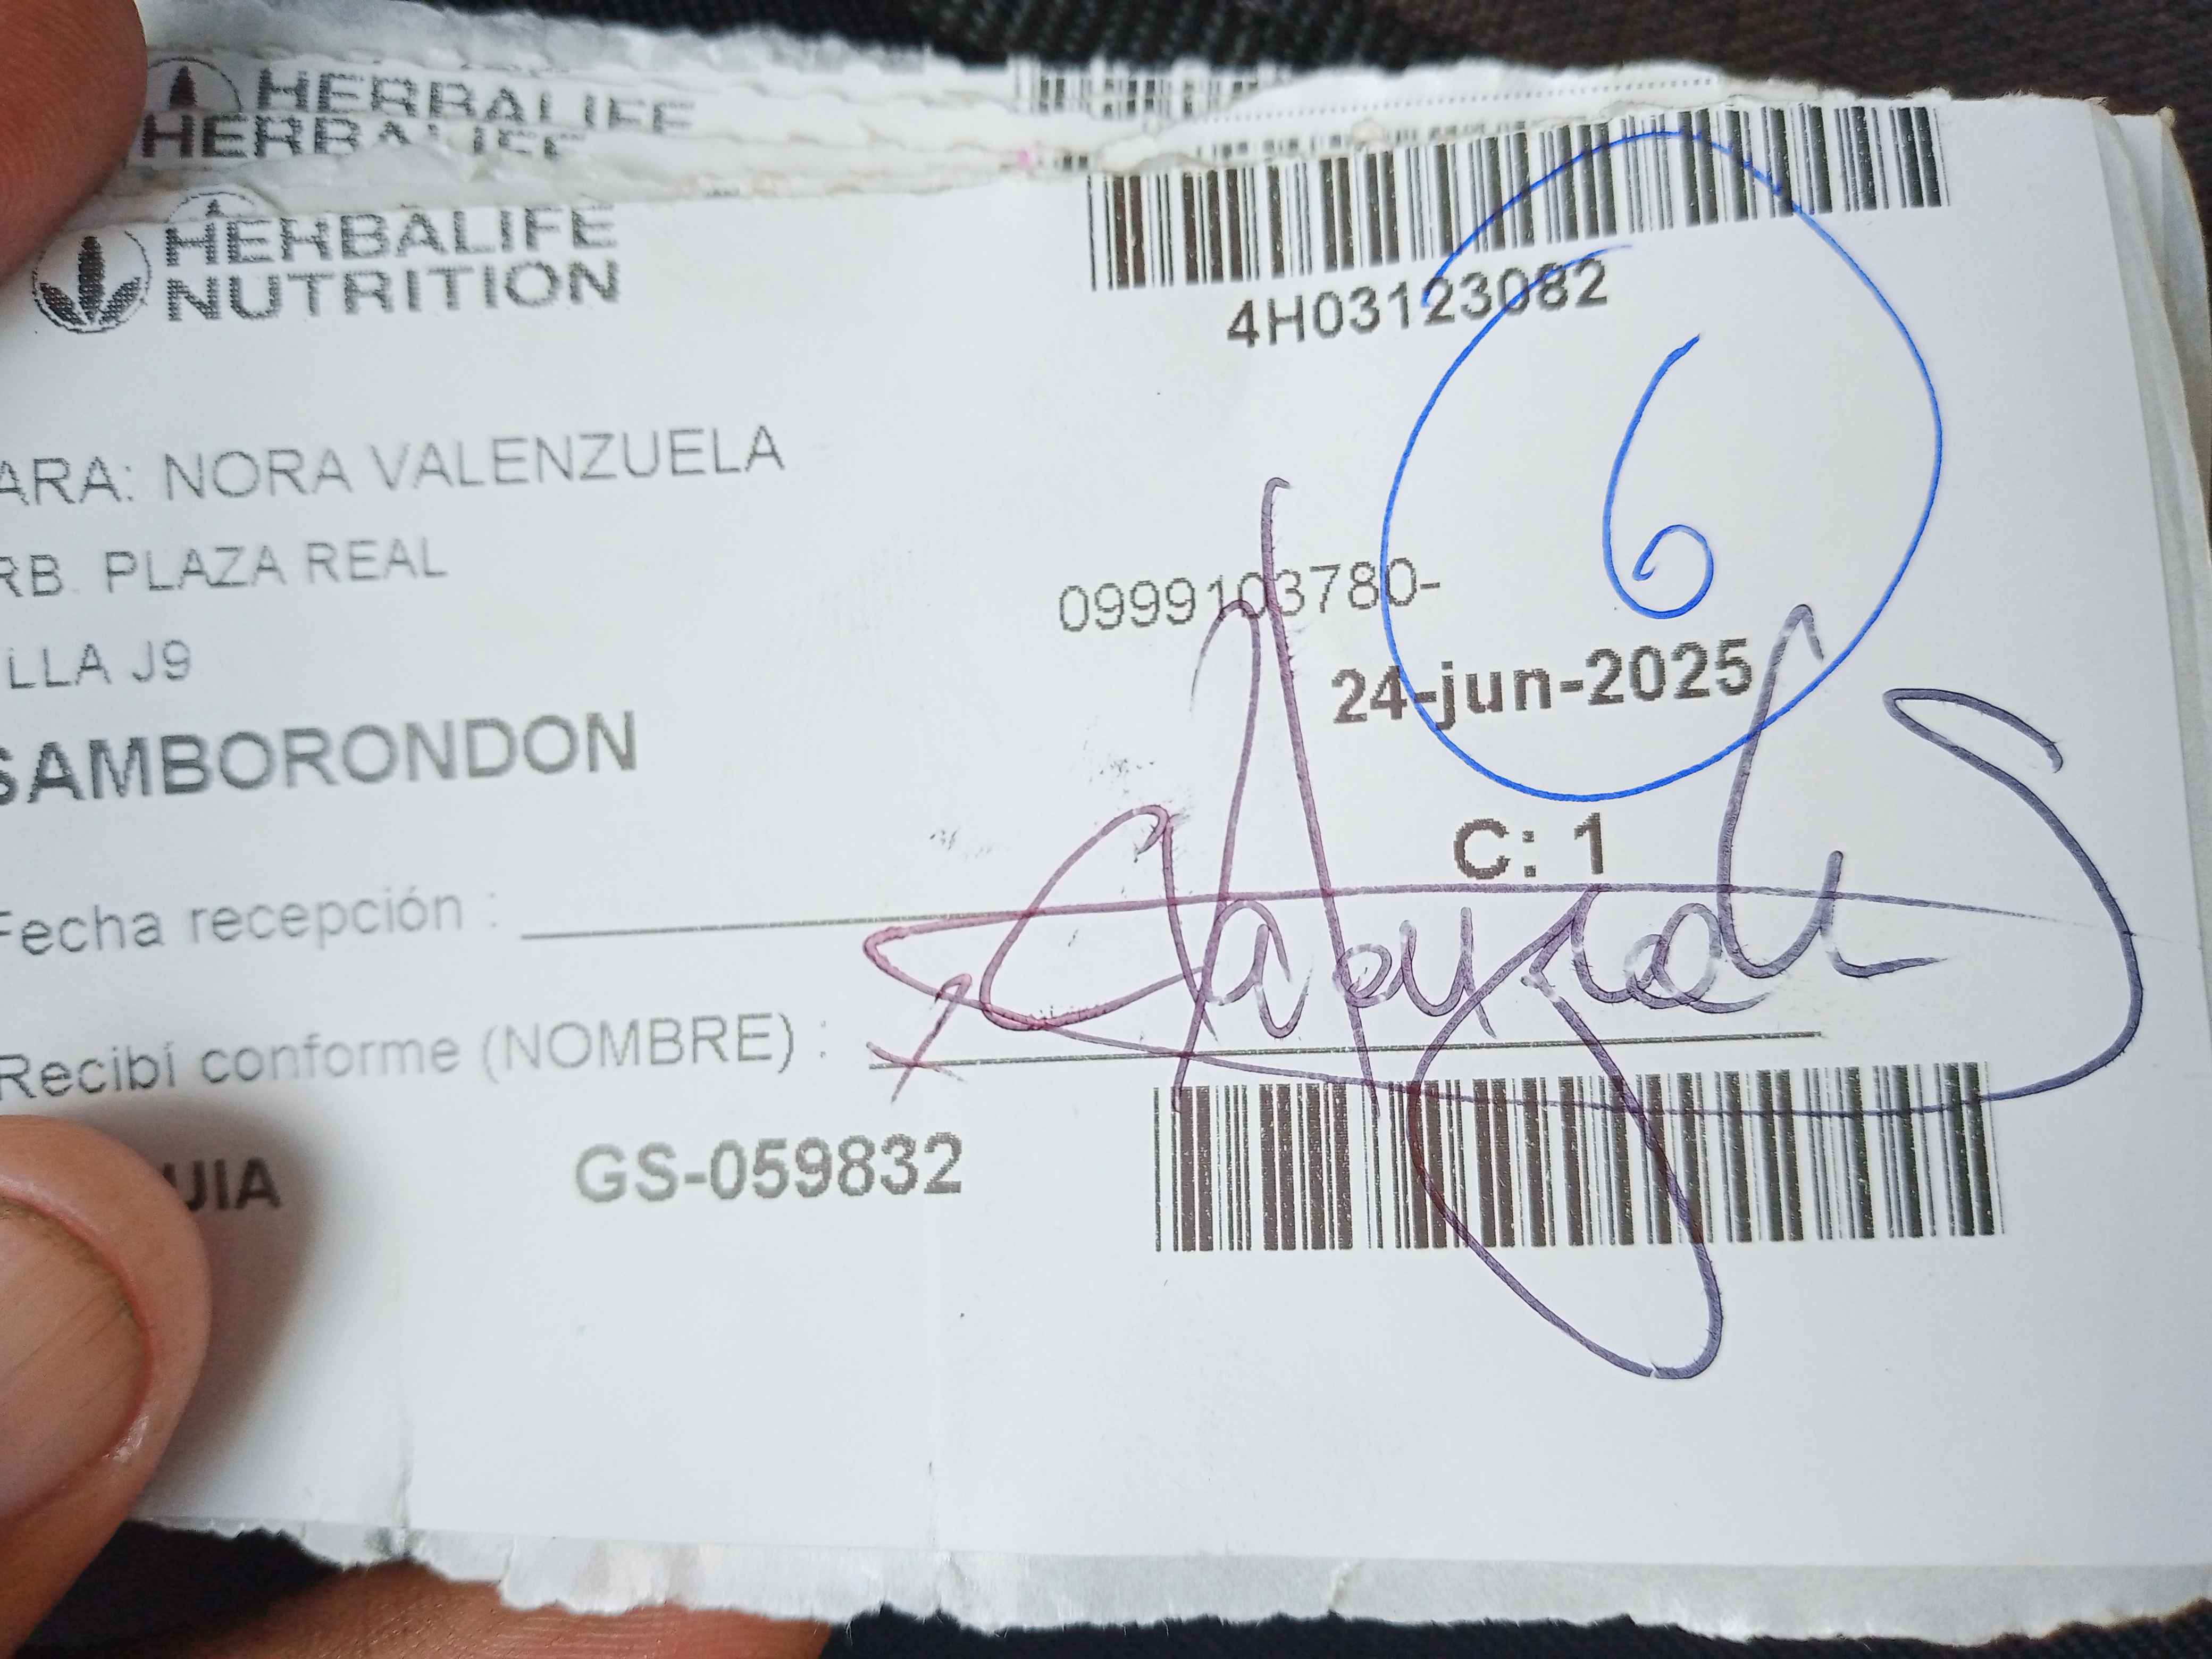 HERBALIFE
HERBALIFE
HERBALIFE
NUTRITION
4H03123082
6
ARA: NORA VALENZUELA
RB. PLAZA REAL
0999103780-
LLA J9
24-jun-2025
SAMBORONDON
C: 1
Fecha recepción :
Recibí conforme (NOMBRE) :
UIA GS-059832